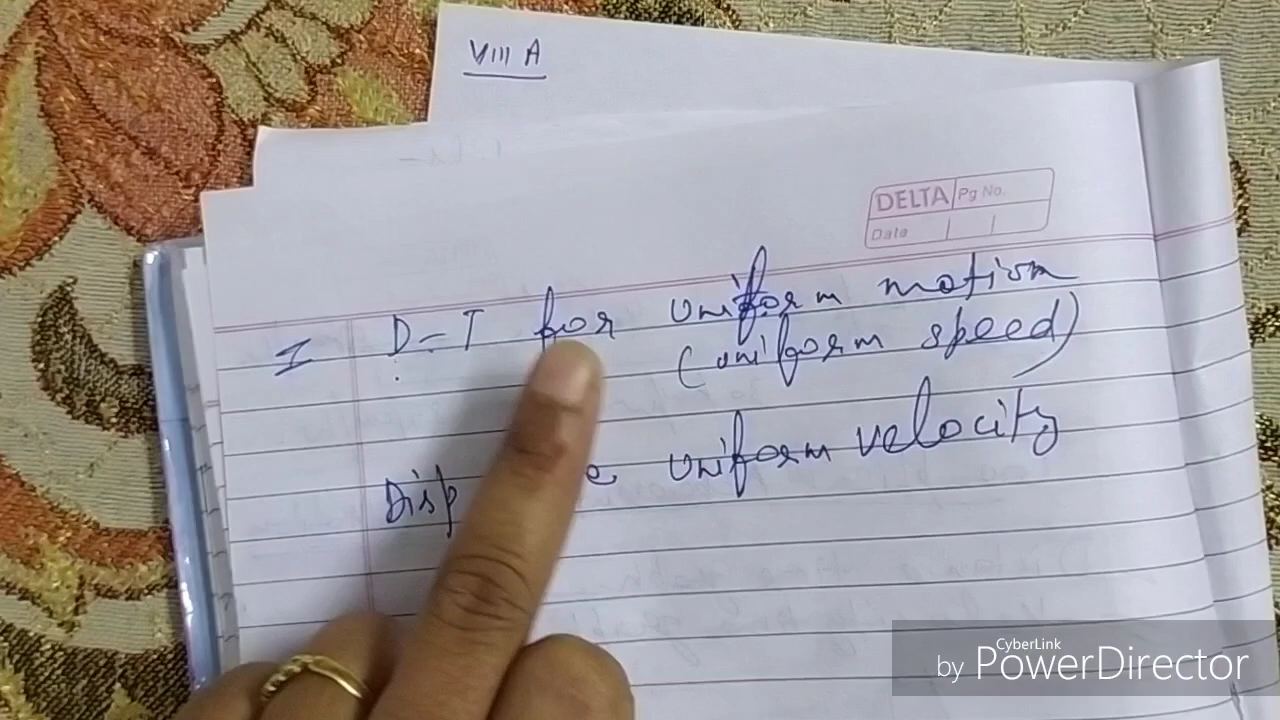 VIII A
DELTA Pg No.
Date
I D-T for uniform motion
(uniform speed)
Disp uniform velocity
CyberLink
by PowerDirector